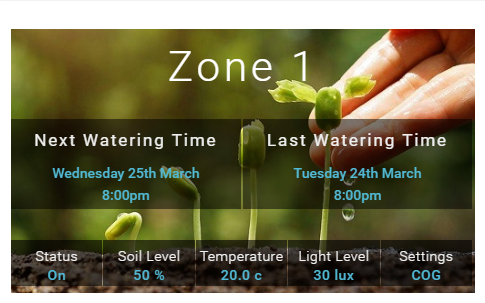 Zone 1
Next Watering Time
Last Watering Time
Wednesday 25th March
8:00pm
Tuesday 24th March
8:00pm
Status
On
Soil Level
50 %
Temperature
20.0 c
Light Level
30 lux
Settings
COG